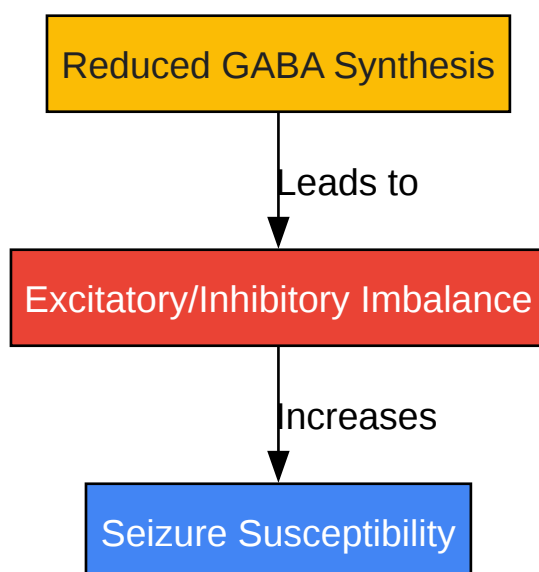 Reduced GABA Synthesis
Leads to
Excitatory/Inhibitory Imbalance
Increases
Seizure Susceptibility